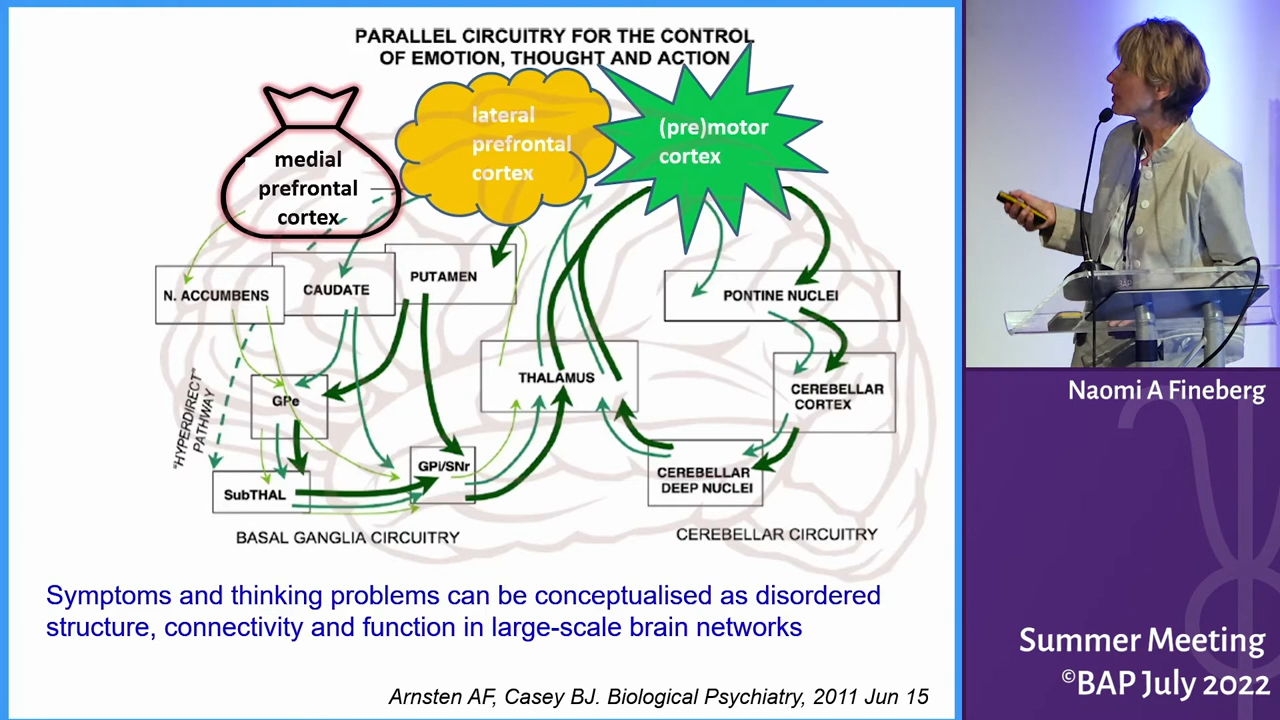 PARALLEL CIRCUITRY FOR THE CONTROL
OF EMOTION, THOUGHT AND ACTION
medial
prefrontal
cortex
lateral
prefrontal
cortex
(pre)motor
cortex
N. ACCUMBENS
CAUDATE
PUTAMEN
PONTINE NUCLEI
THALAMUS
CEREBELLAR
CORTEX
GPe
"HYPERDIRECT"
PATHWAY
GPi/SNr
SubTHAL
CEREBELLAR
DEEP NUCLEI
BASAL GANGLIA CIRCUITRY
CEREBELLAR CIRCUITRY
Symptoms and thinking problems can be conceptualised as disordered
structure, connectivity and function in large-scale brain networks
Arnsten AF, Casey BJ. Biological Psychiatry, 2011 Jun 15
Naomi A Fineberg
Summer Meeting
©BAP July 2022